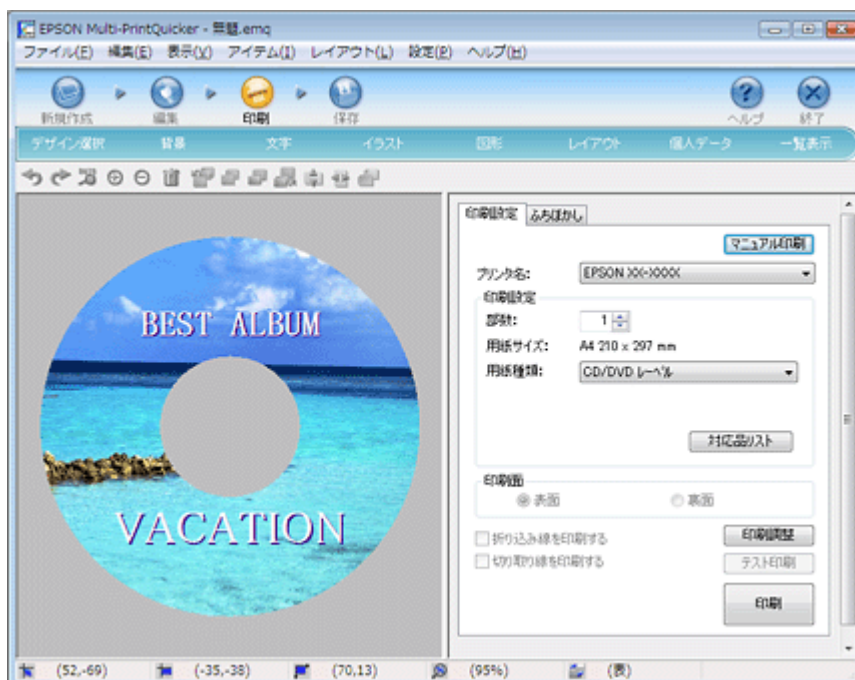 EPSON Multi-PrintQuicker - 無題.emq
ファイル(F) 編集(E) 表示(V) アイテム(I) レイアウト(L) 設定(P) ヘルプ(H)
新規作成 編集 印刷 保存 ヘルプ 終了
デザイン選択 背景 文字 イラスト 図形 レイアウト 個人データ 一覧表示
印刷設定 ふちぼかし
マニュアル印刷
プリンタ名: EPSON XX-XXXX
印刷設定
部数: 1
用紙サイズ: A4 210 x 297 mm
用紙種類: CD/DVD レーベル
対応品リスト
印刷面
表面 裏面
折り込み線を印刷する 印刷調整
切り取り線を印刷する テスト印刷
印刷
BEST ALBUM
VACATION
(52,-69) (-35,-38) (70,13) (95%) (表)